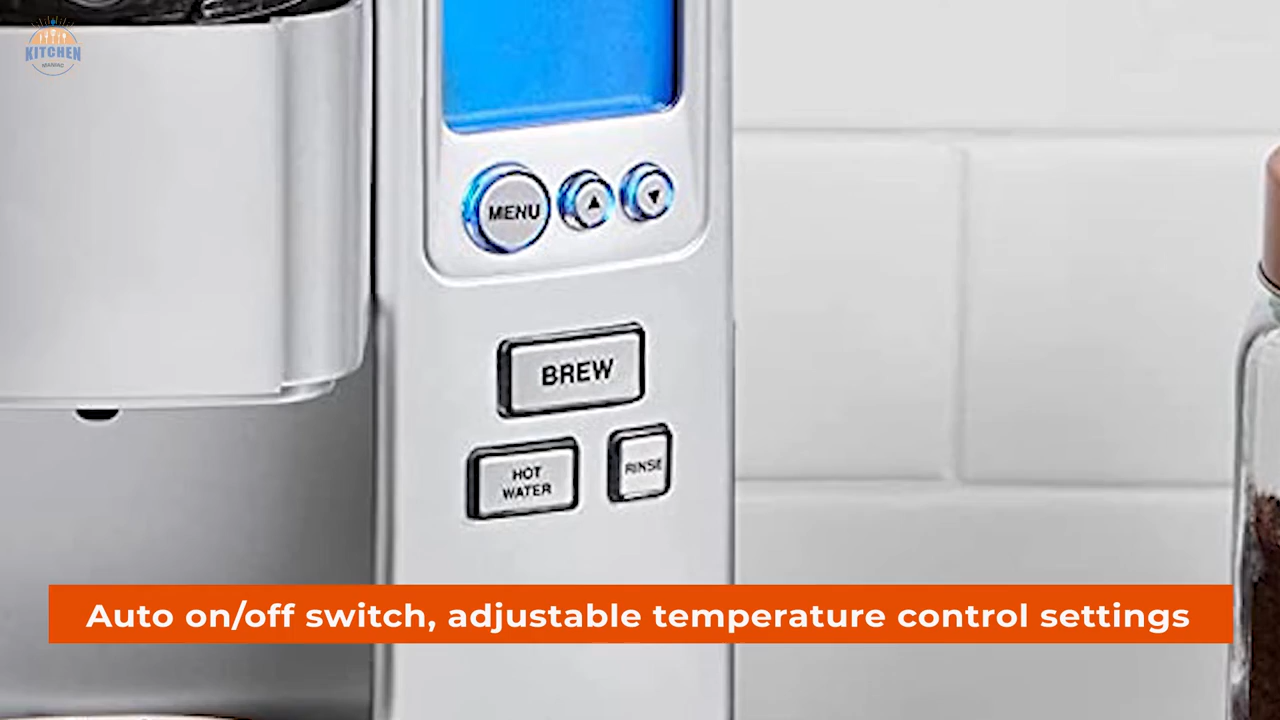 KITCHEN
MENU
▲
▼
BREW
HOT
WATER
RINSE
Auto on/off switch, adjustable temperature control settings